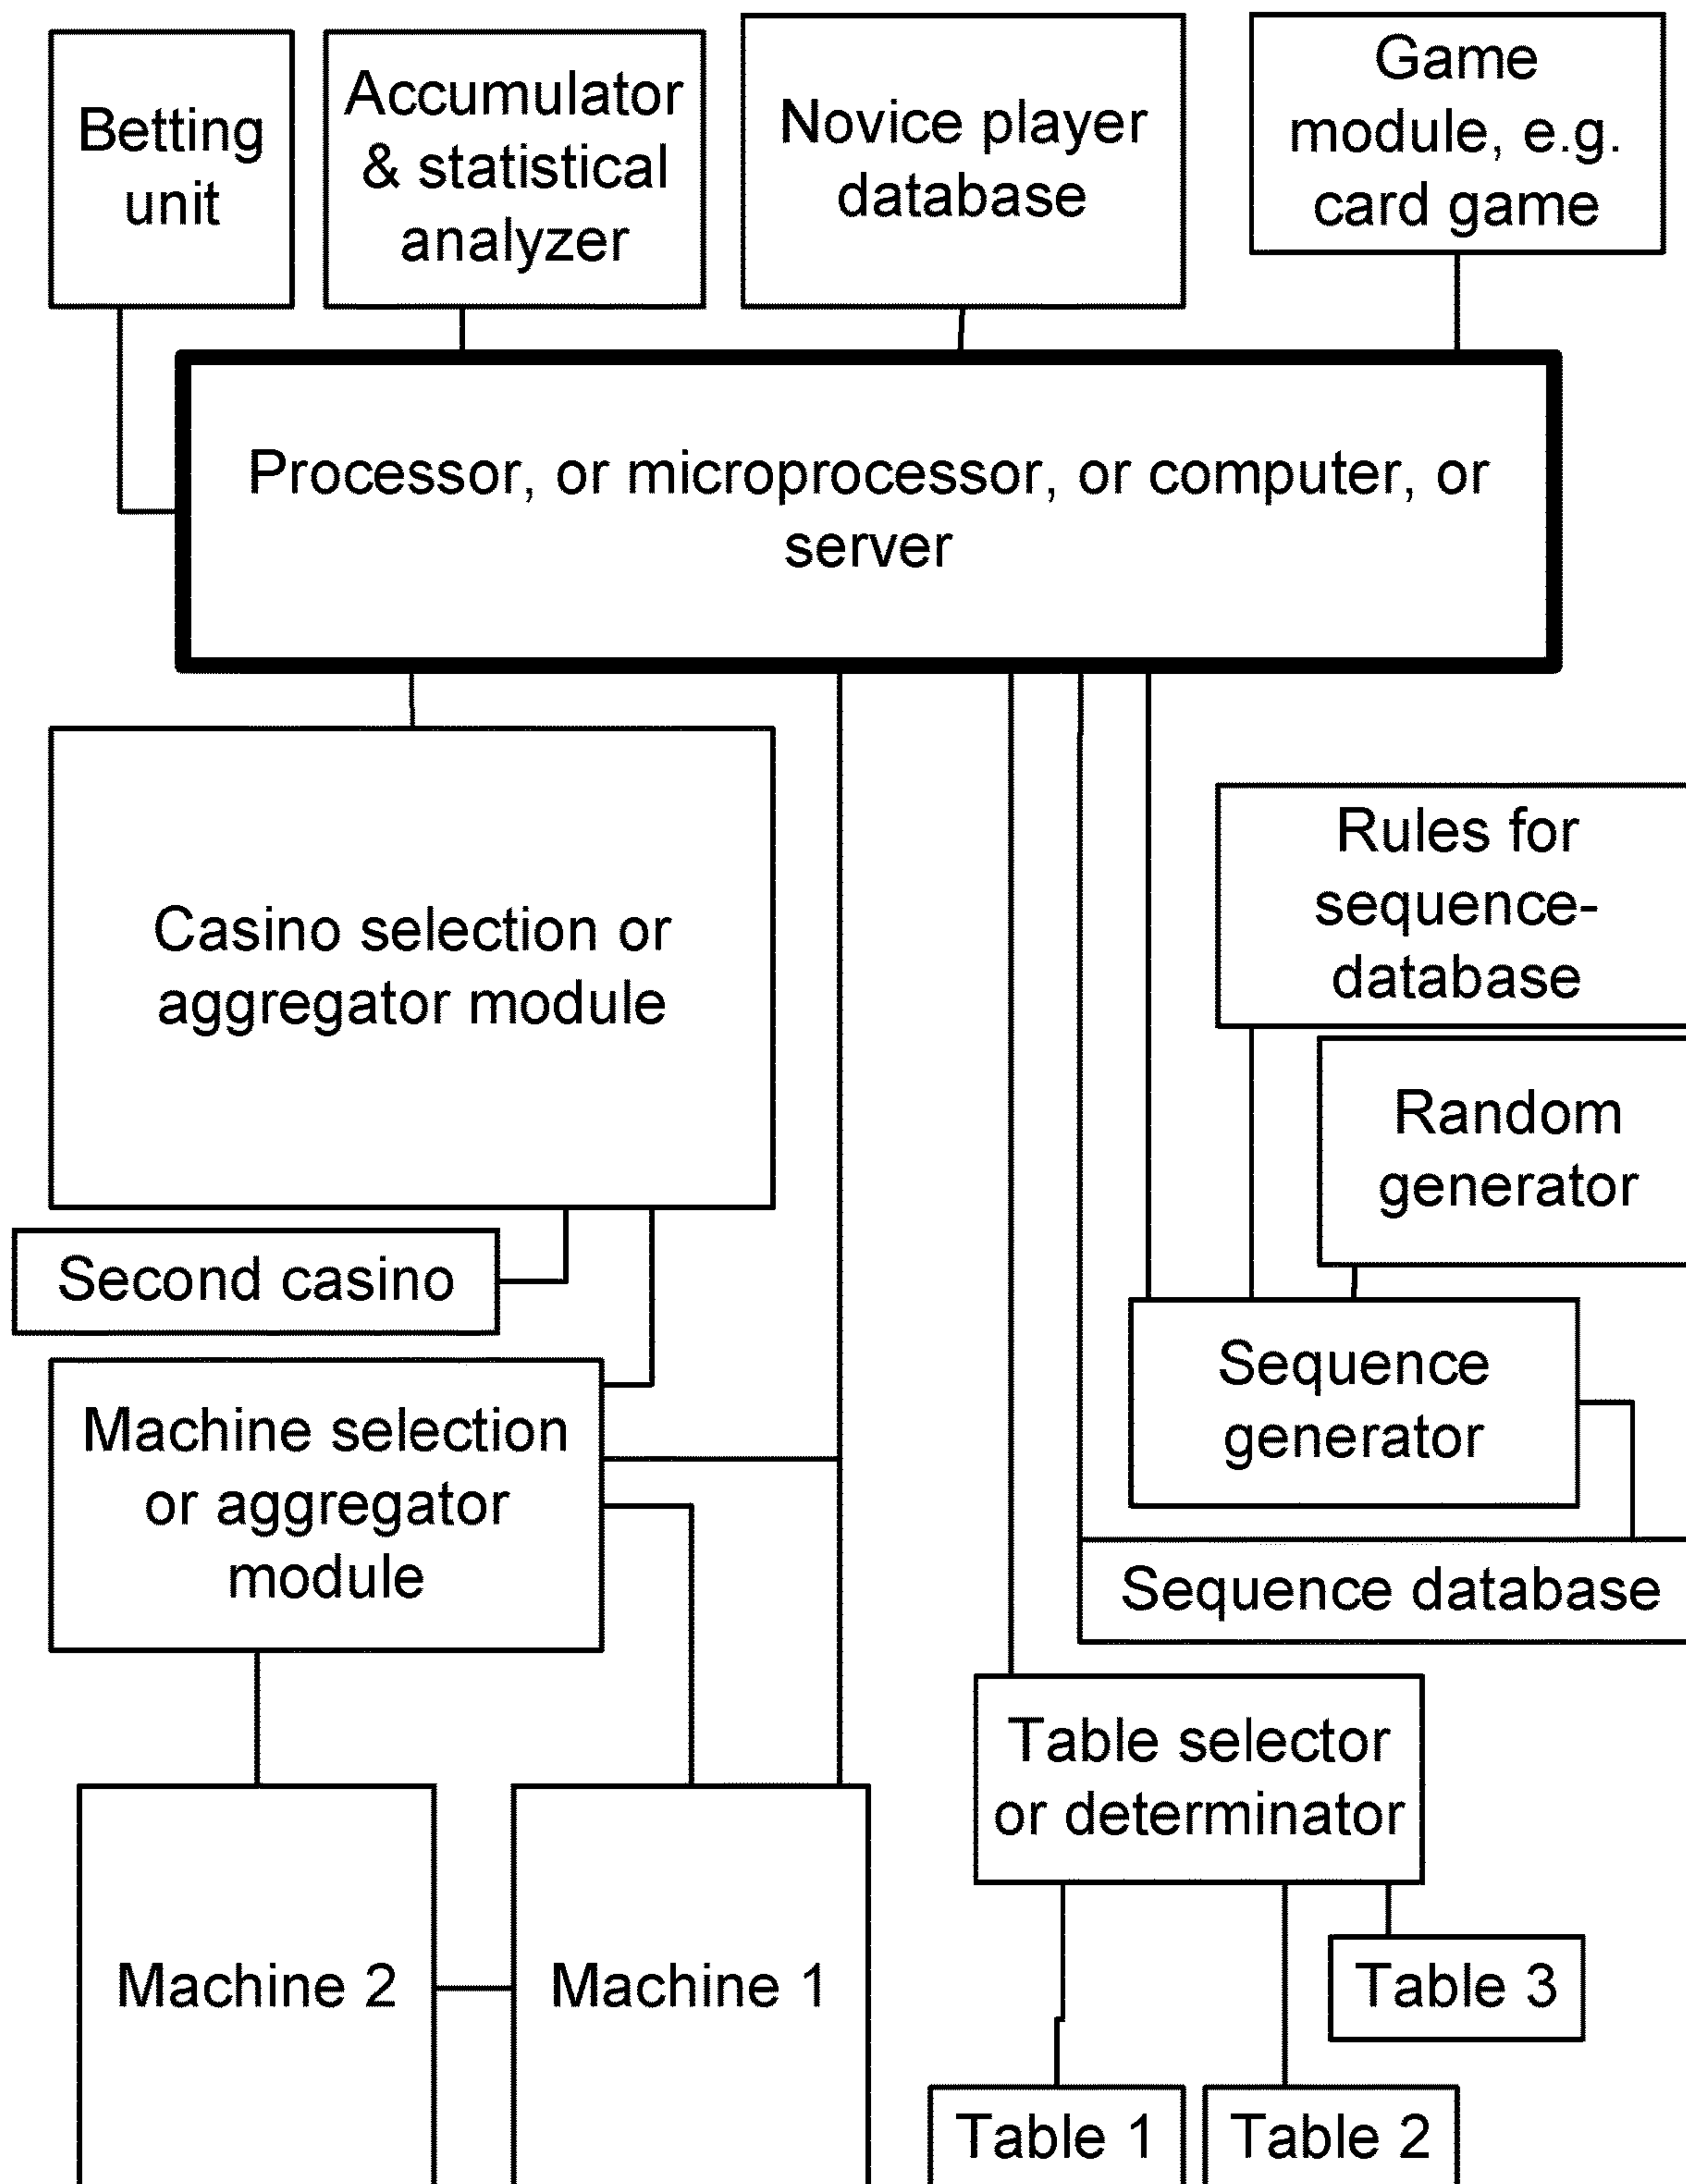 Betting
unit
Accumulator
& statistical
analyzer
Novice player
database
Game
module, e.g.
card game
Processor, or microprocessor, or computer, or
server
Casino selection or
aggregator module
Rules for
sequence-
database
Random
generator
Second casino
Sequence
generator
Machine selection
or aggregator
module
Sequence database
Table selector
or determinator
Machine 2
Machine 1
Table 3
Table 1
Table 2